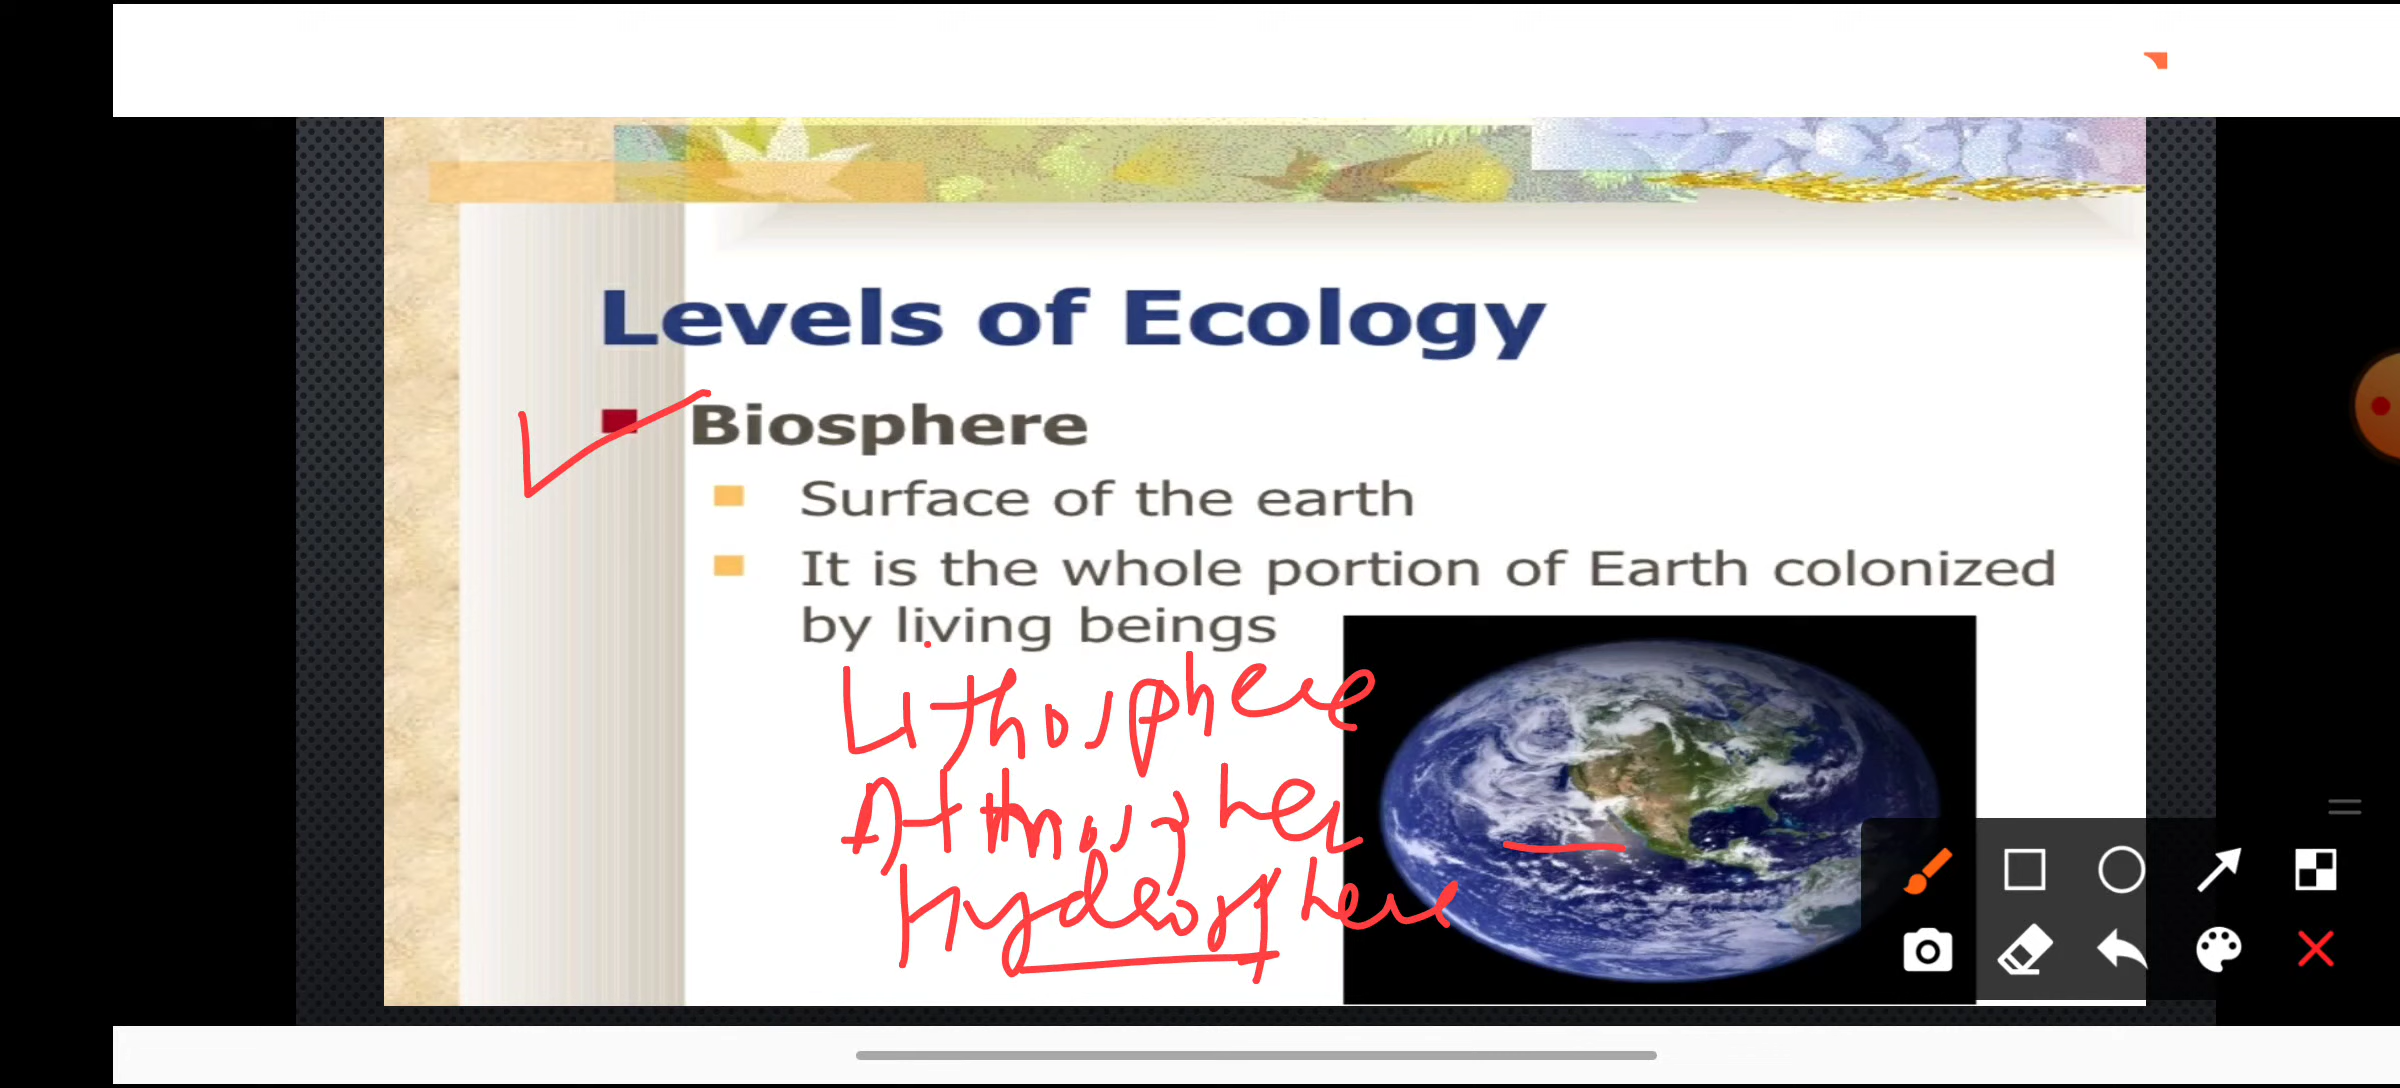 Levels of Ecology
Biosphere
Surface of the earth
It is the whole portion of Earth colonized
by living beings
Lithosphere
Atmospher
Hydrosphere